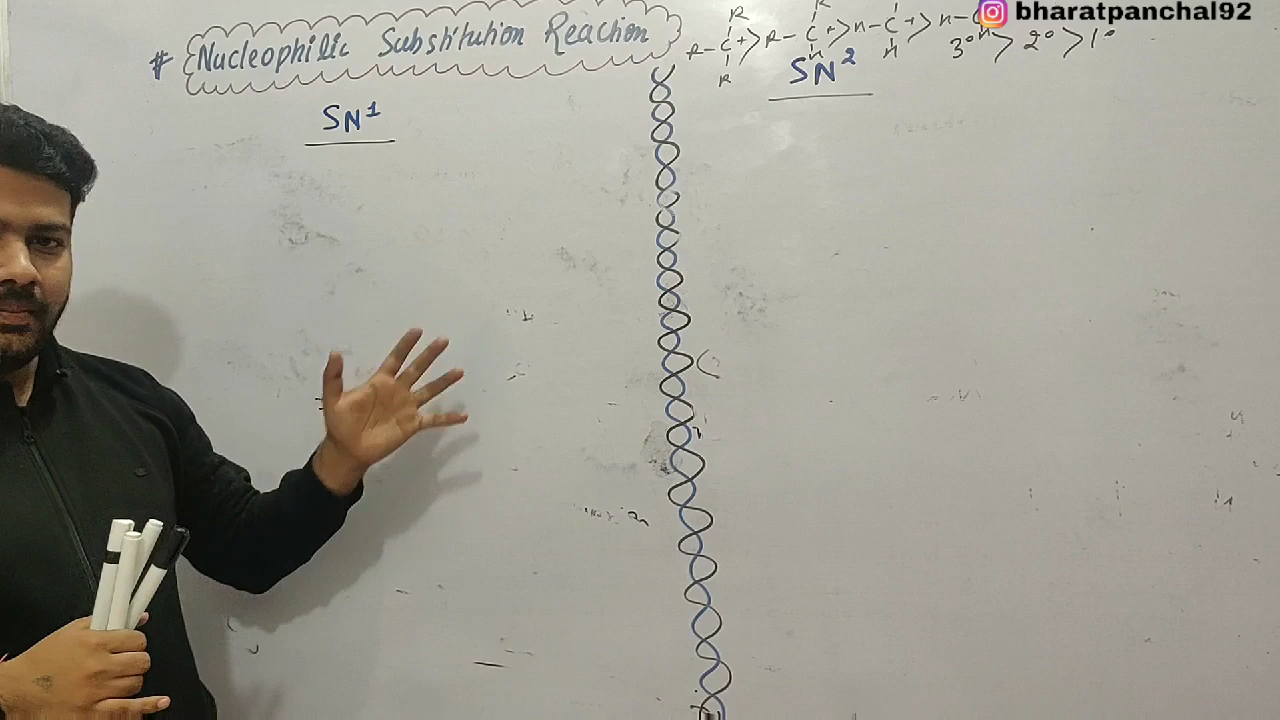 # Nucleophilic Substitution Reaction
SN¹
bharatpanchal92
R R
R-C+ > R-C+ > H-C+ > H-C
R H H H
3° > 2° > 1°
SN²